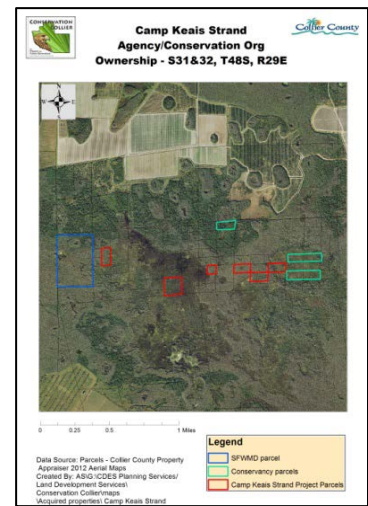 CONSERVATION
COLLIER
Collier County
Camp Keais Strand
Agency/Conservation Org
Ownership - S31&32, T48S, R29E
N
W
E
S
0 0.25 0.5 1 Miles
Data Source: Parcels - Collier County Property
Appraiser 2012 Aerial Maps
Created By: ASIG:\CDES Planning Services/
Land Development Services\
Conservation Collier\maps
\Acquired properties\ Camp Keais Strand
Legend
SFWMD parcel
Conservancy parcels
Camp Keais Strand Project Parcels